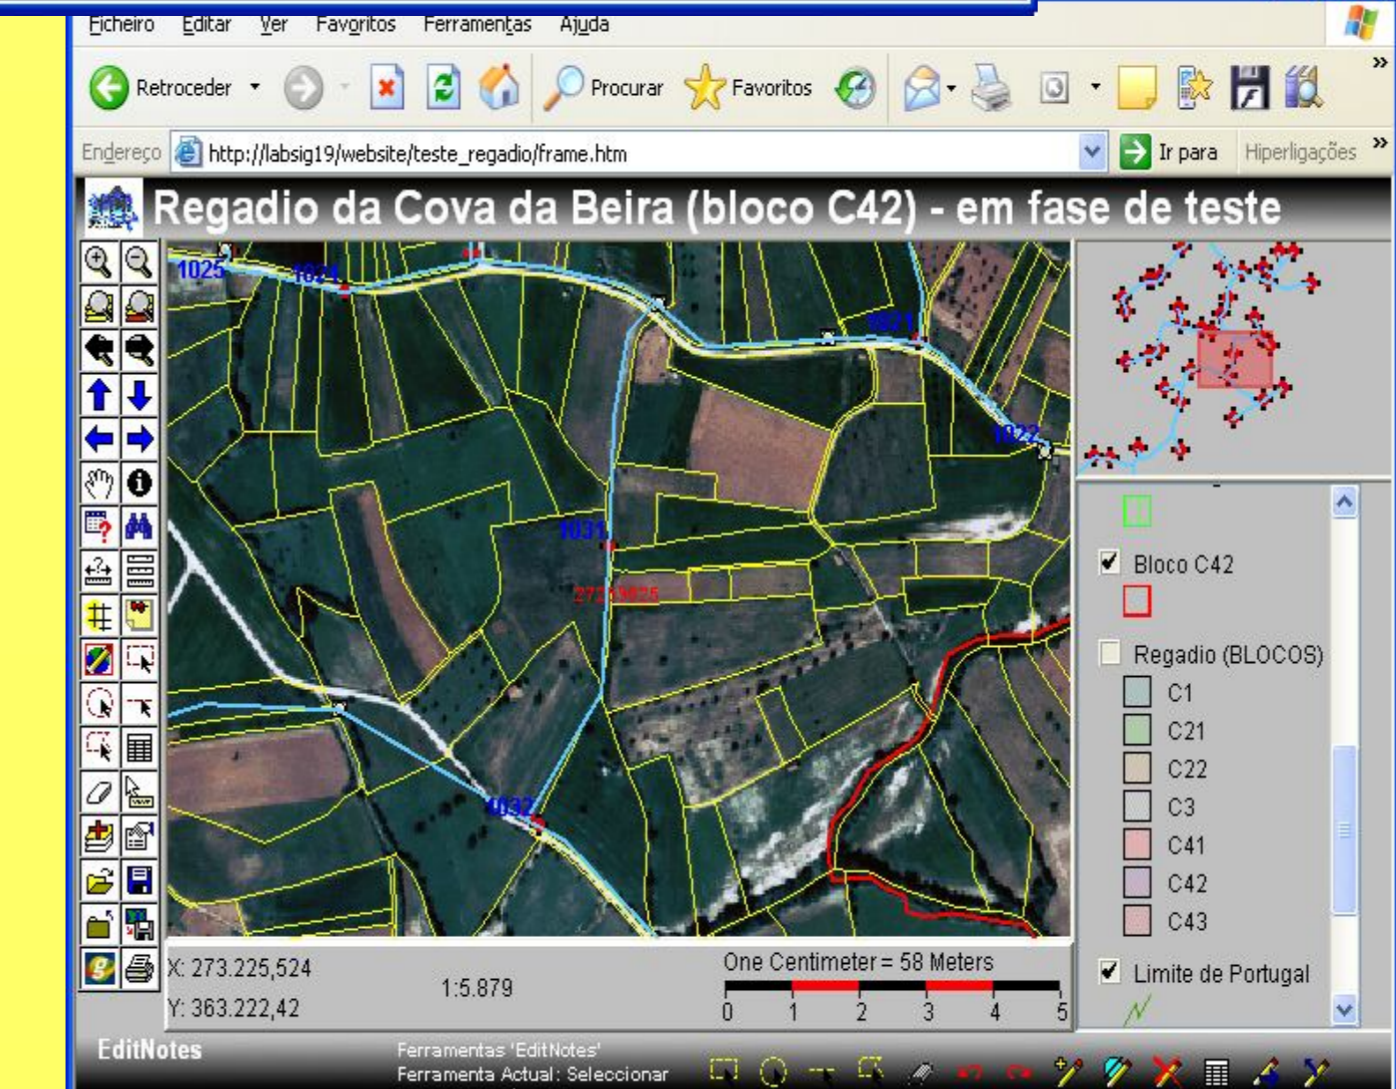 Ficheiro Editar Ver Favoritos Ferramentas Ajuda
Retroceder Procurar Favoritos
Endereço http://labsig19/website/teste_regadio/frame.htm Ir para Hiperligações
Regadio da Cova da Beira (bloco C42) - em fase de teste
1025
1021
1022
1031
1032
Bloco C42
Regadio (BLOCOS)
C1
C21
C22
C3
C41
C42
C43
Limite de Portugal
X: 273.225,524
Y: 363.222,42
1:5.879
One Centimeter = 58 Meters
0 1 2 3 4 5
EditNotes
Ferramentas 'EditNotes'
Ferramenta Actual: Seleccionar